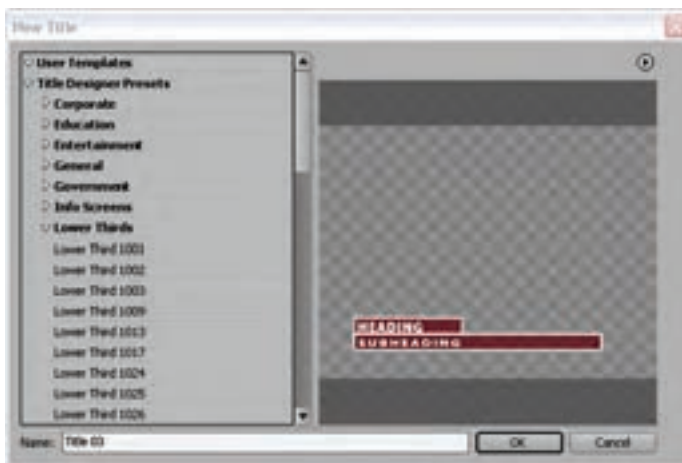 New Title
User Templates
Title Designer Presets
Corporate
Education
Entertainment
General
Government
Info Screens
Lower Thirds
Lower Third 1001
Lower Third 1002
Lower Third 1003
Lower Third 1009
Lower Third 1013
Lower Third 1017
Lower Third 1024
Lower Third 1025
Lower Third 1026
HEADING
SUBHEADING
Name: Title 03
OK
Cancel